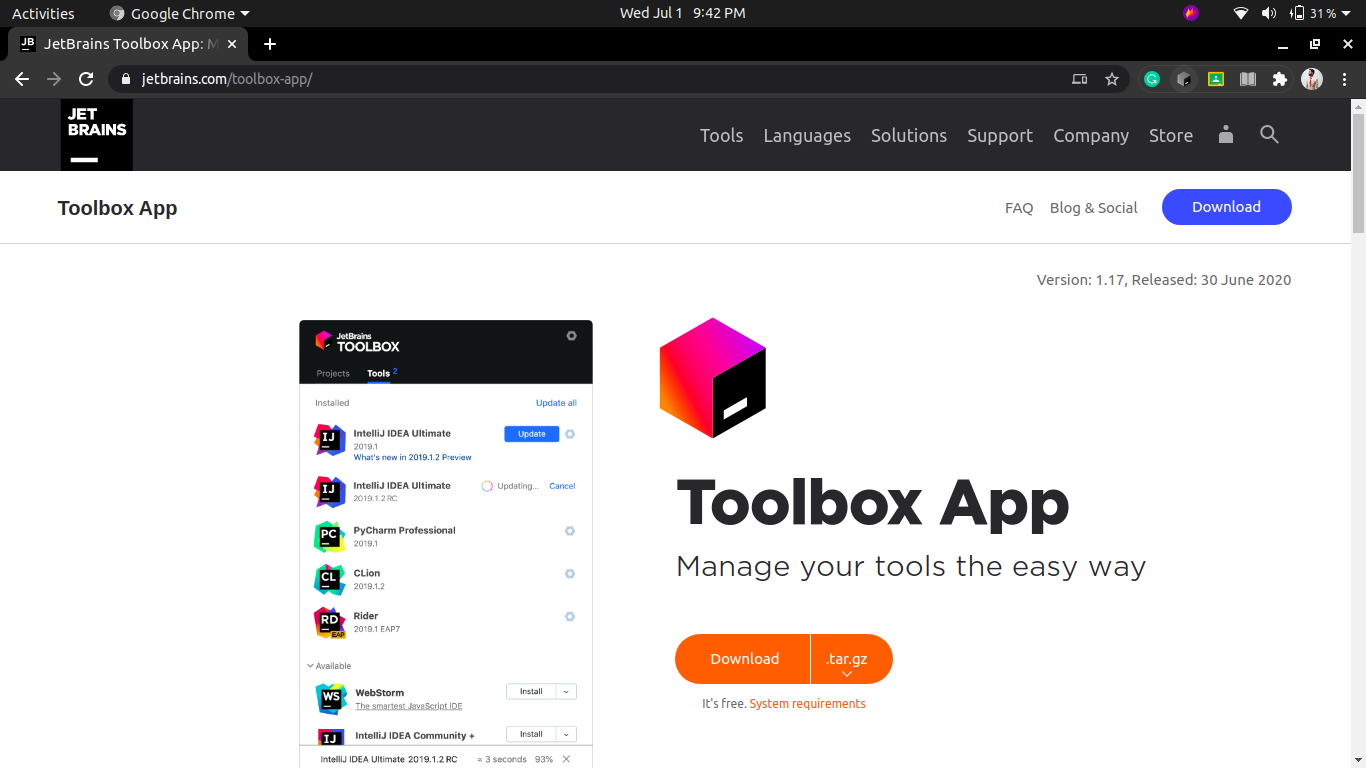 Activities Google Chrome Wed Jul 1 9:42 PM 31 %
JB JetBrains Toolbox App: M
jetbrains.com/toolbox-app/
JET
BRAINS
Tools Languages Solutions Support Company Store
Toolbox App FAQ Blog & Social Download
Version: 1.17, Released: 30 June 2020
JetBrains
TOOLBOX
Projects Tools 2
Installed Update all
IJ IntelliJ IDEA Ultimate Update
2019.1
What's new in 2019.1.2 Preview
IJ IntelliJ IDEA Ultimate Updating... Cancel
2019.1.2 RC
PC PyCharm Professional
2019.1
CL CLion
2019.1.2
RD Rider
EAP 2019.1 EAP7
Available
WS WebStorm Install
The smartest JavaScript IDE
IJ IntelliJ IDEA Community + Install
IntelliJ IDEA Ultimate 2019.1.2 RC ≈ 3 seconds 93%
Toolbox App
Manage your tools the easy way
Download .tar.gz
It's free. System requirements